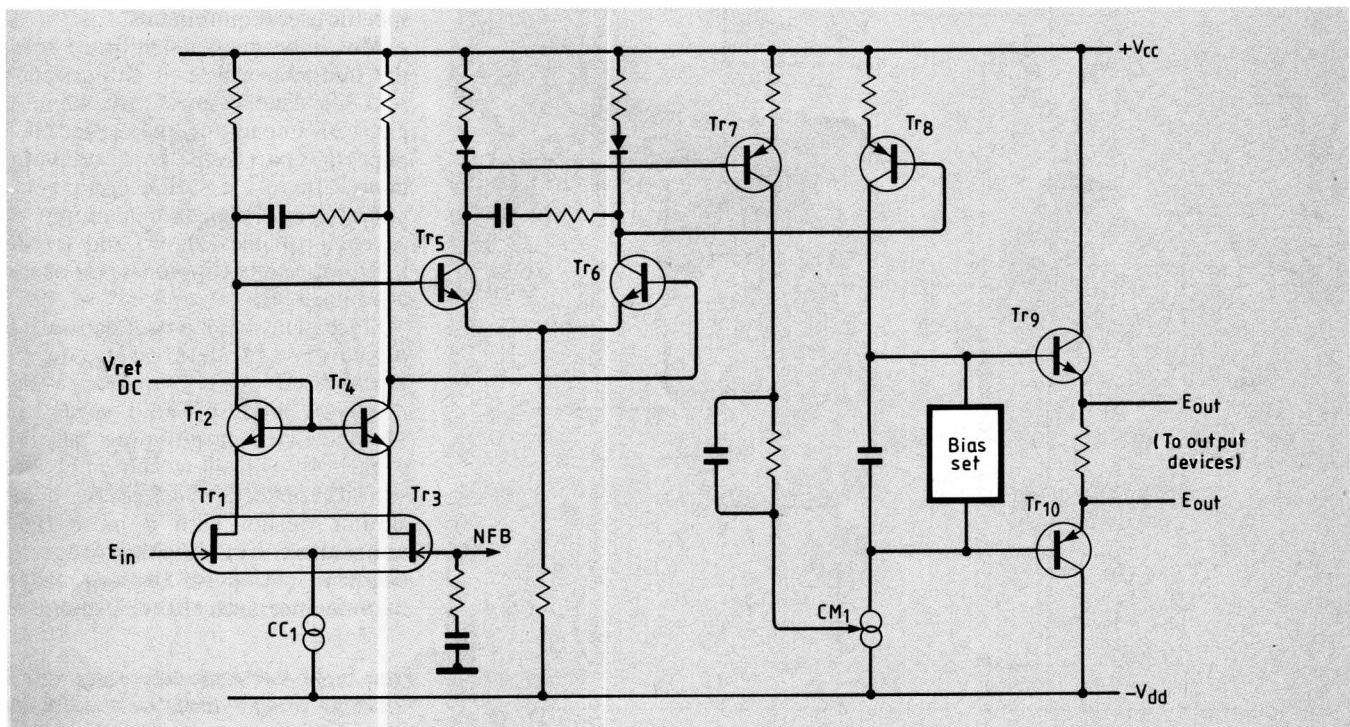 +Vcc
Tr7
Tr8
Tr5
Tr6
Tr9
Vret
DC
Tr2
Tr4
Eout
(To output
devices)
Bias
set
Tr1
Tr3
NFB
Tr10
Eout
Ein
CC1
CM1
-Vdd